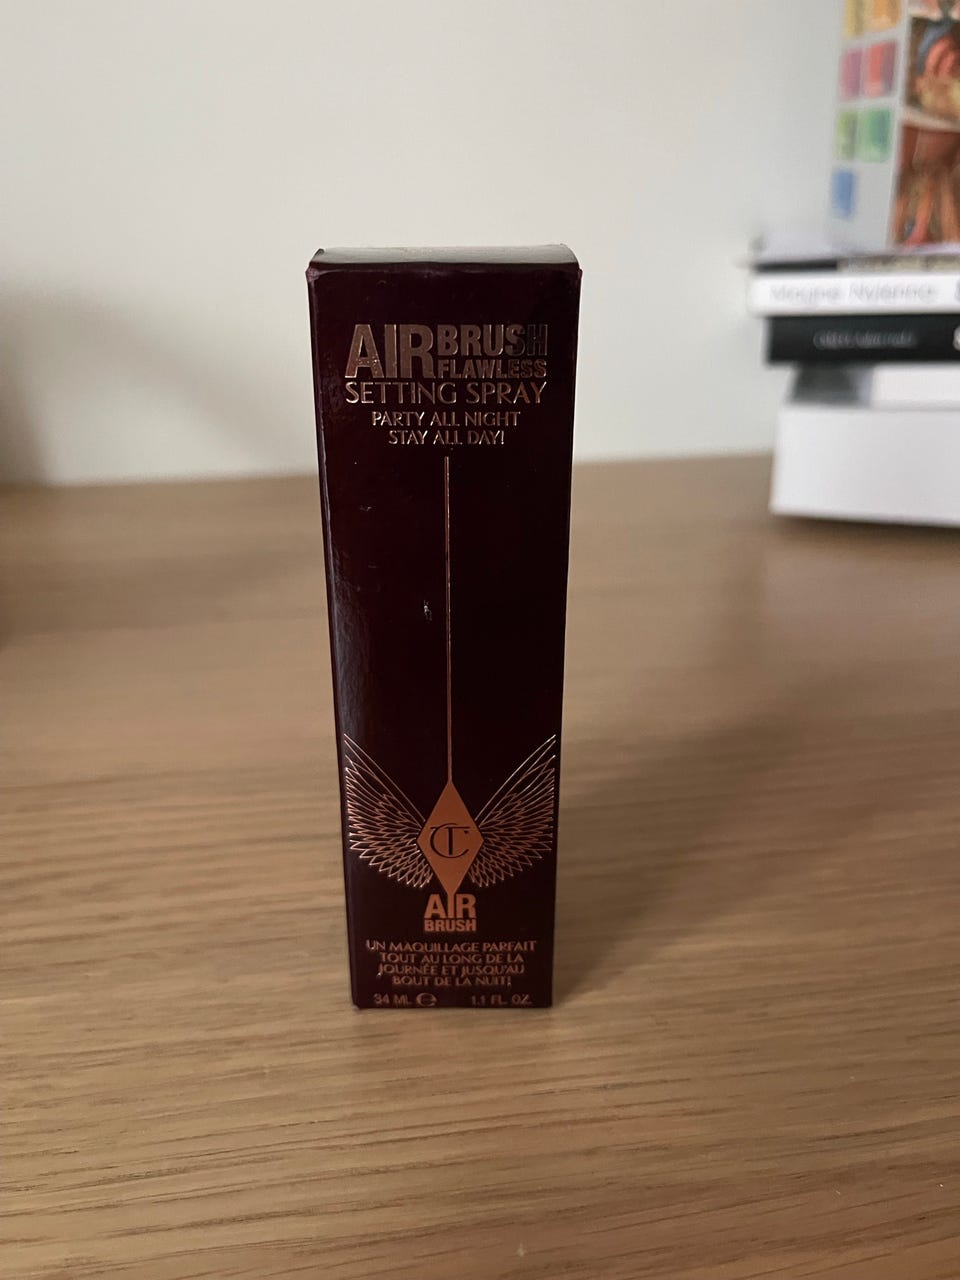 AIRBRUSH
FLAWLESS
SETTING SPRAY
PARTY ALL NIGHT
STAY ALL DAY!
CT
AIR
BRUSH
UN MAQUILLAGE PARFAIT
TOUT AU LONG DE LA
JOURNÉE ET JUSQU'AU
BOUT DE LA NUIT!
34 ML e 1.1 FL. OZ.